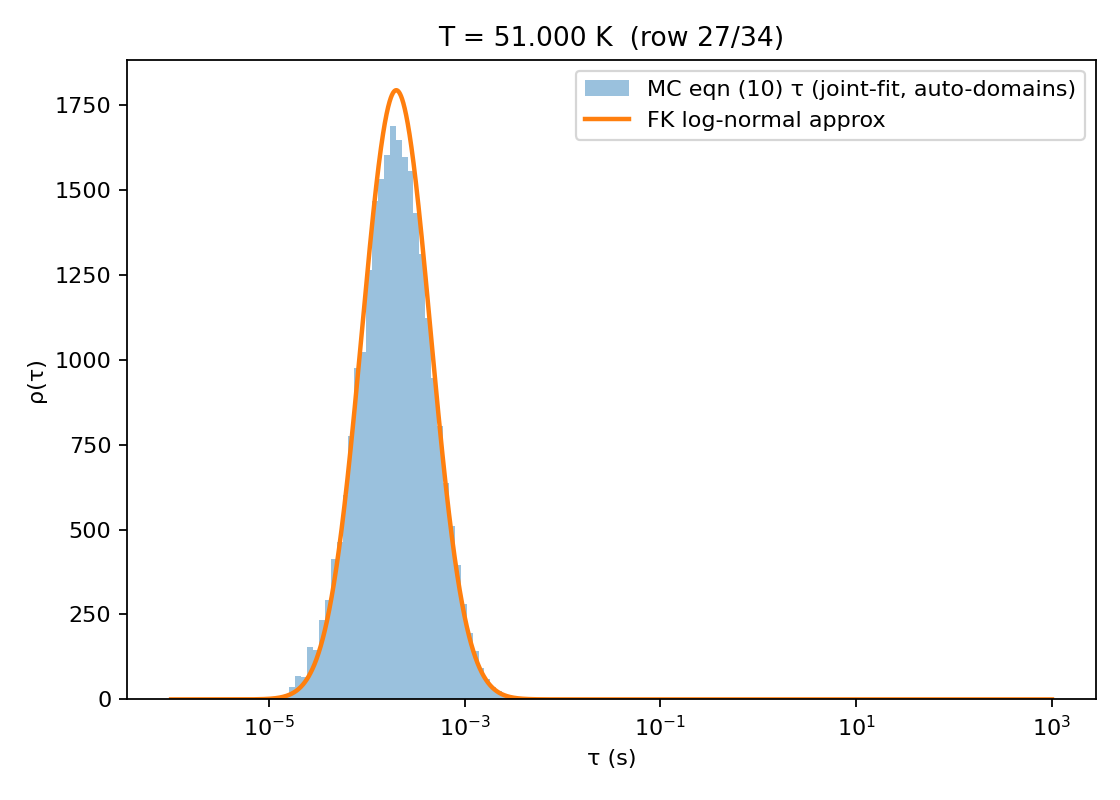 T = 51.000 K  (row 27/34)
MC eqn (10) τ (joint-fit, auto-domains)
FK log-normal approx
ρ(τ)
1750
1500
1250
1000
750
500
250
0
10⁻⁵ 10⁻³ 10⁻¹ 10¹ 10³
τ (s)